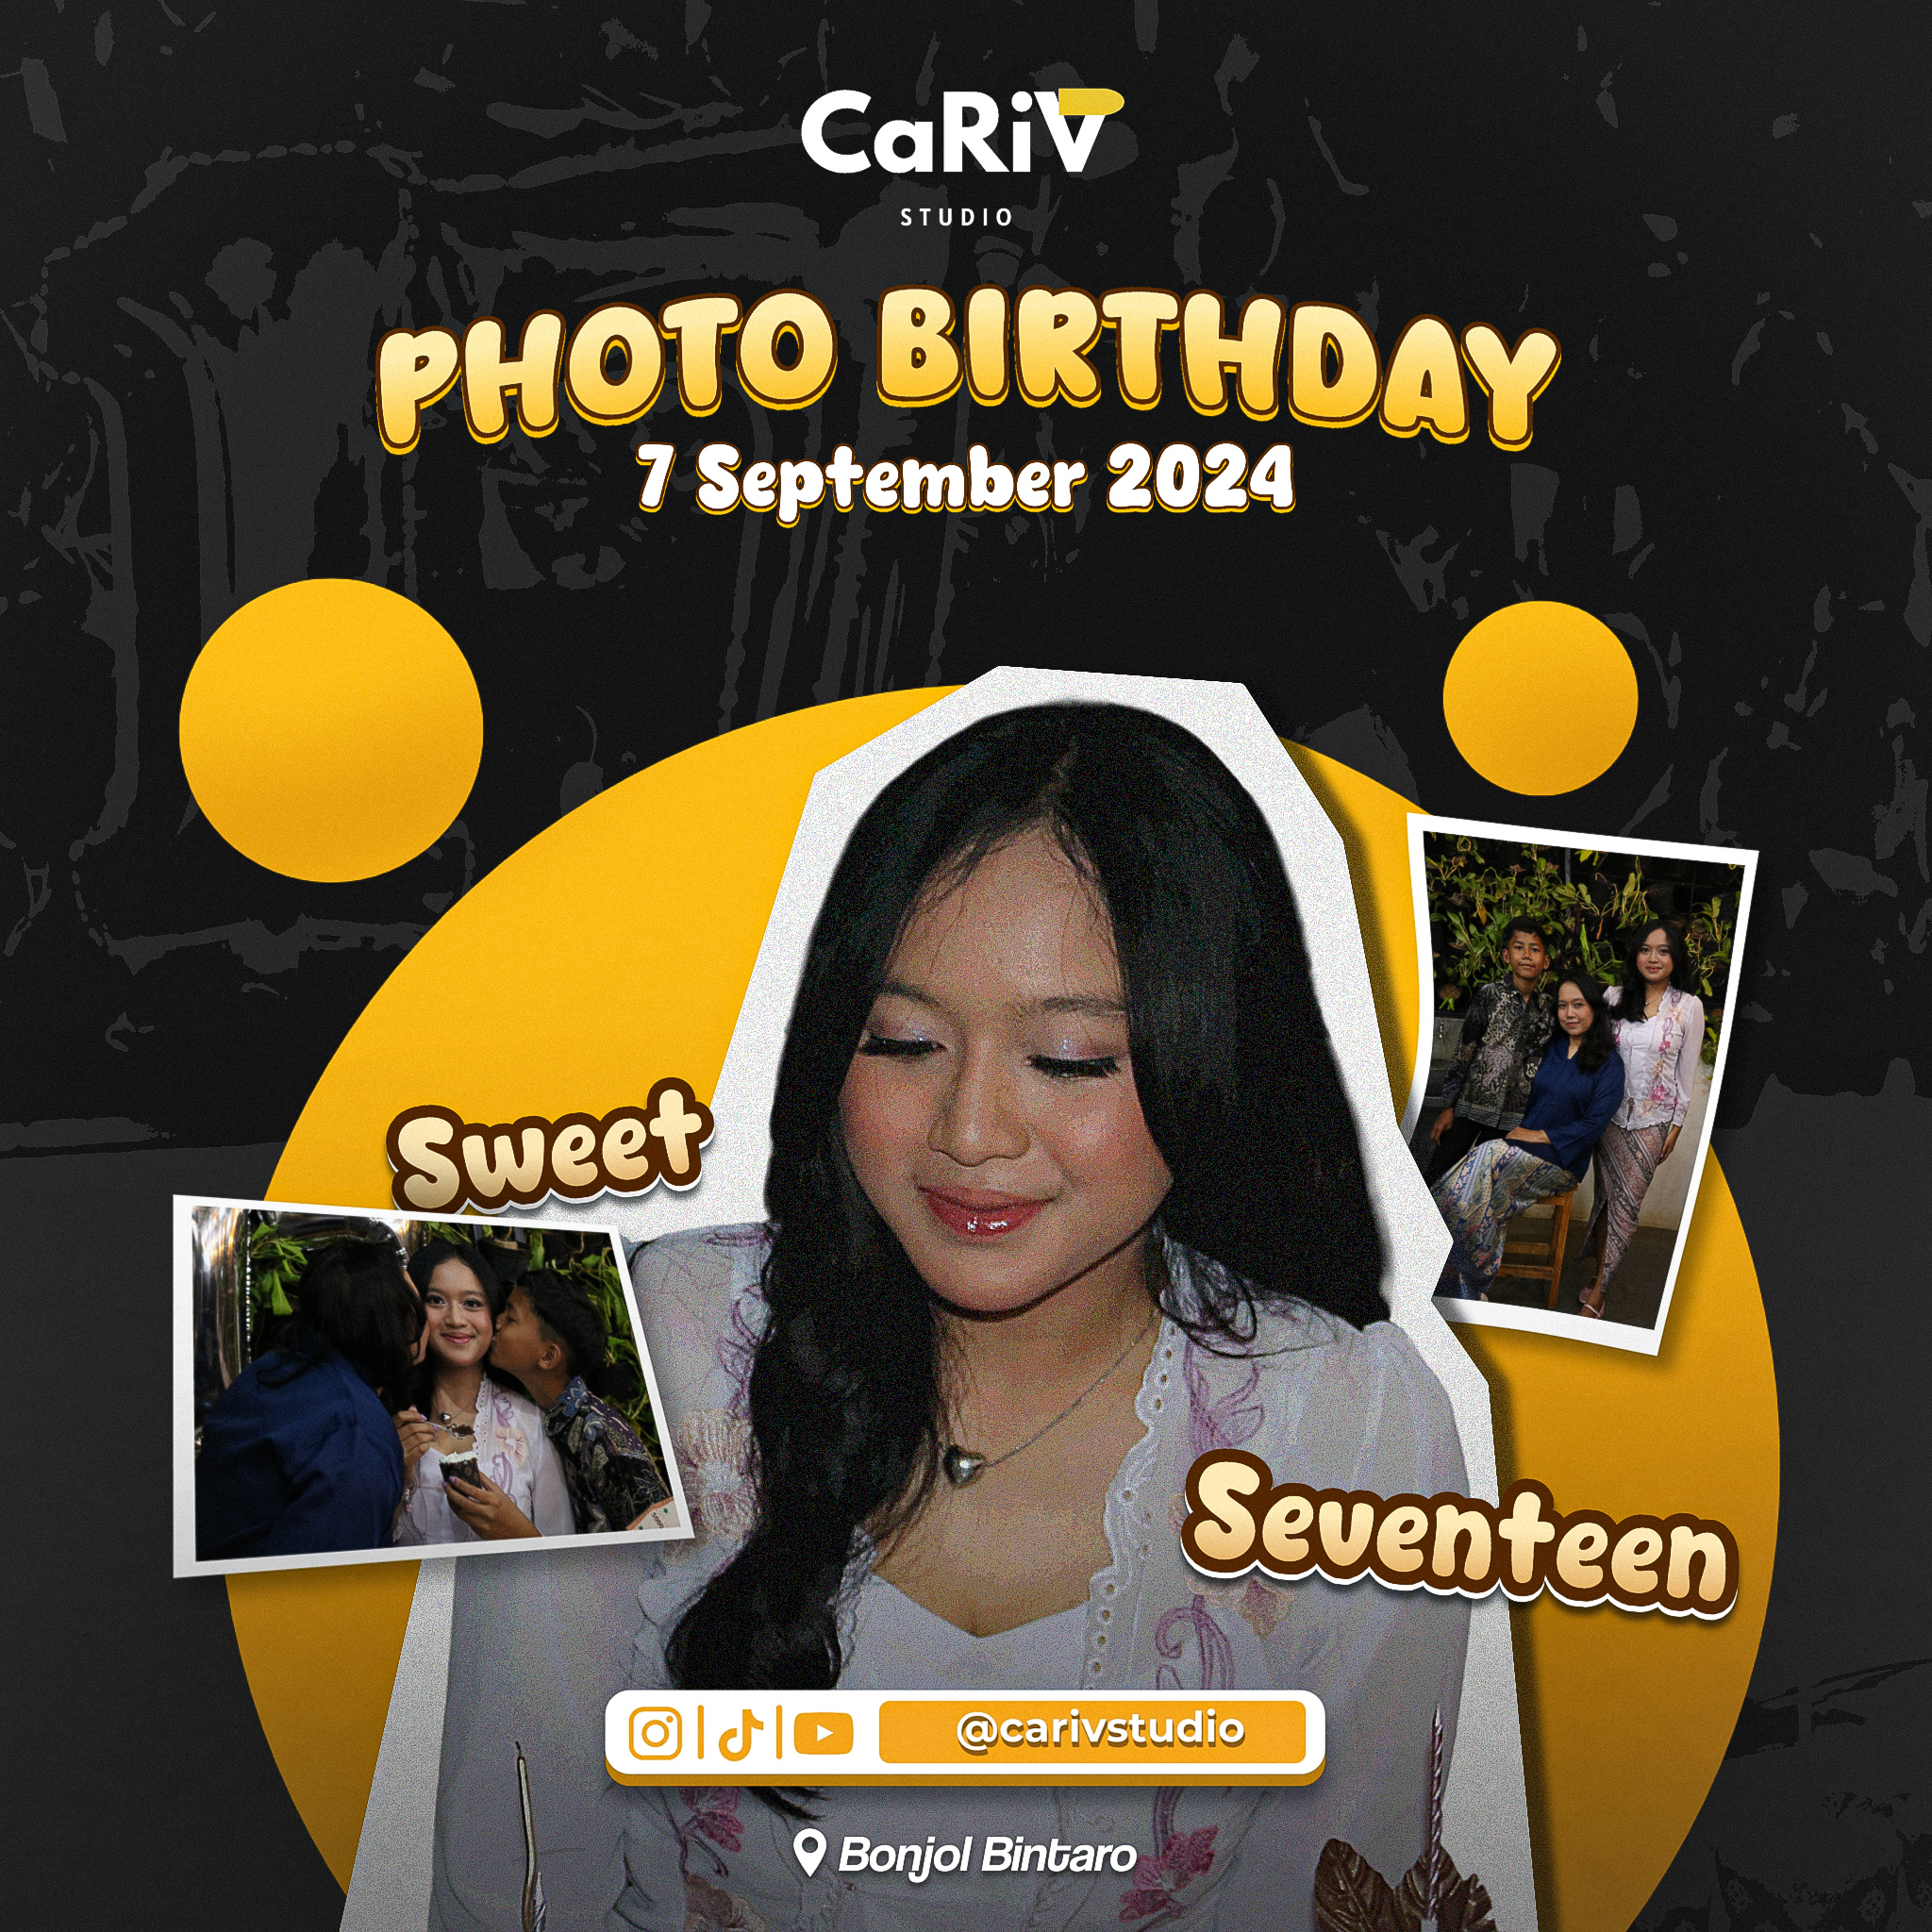 CaRiV
STUDIO
PHOTO BIRTHDAY
7 September 2024
Sweet
Seventeen
@carivstudio
Bonjol Bintaro